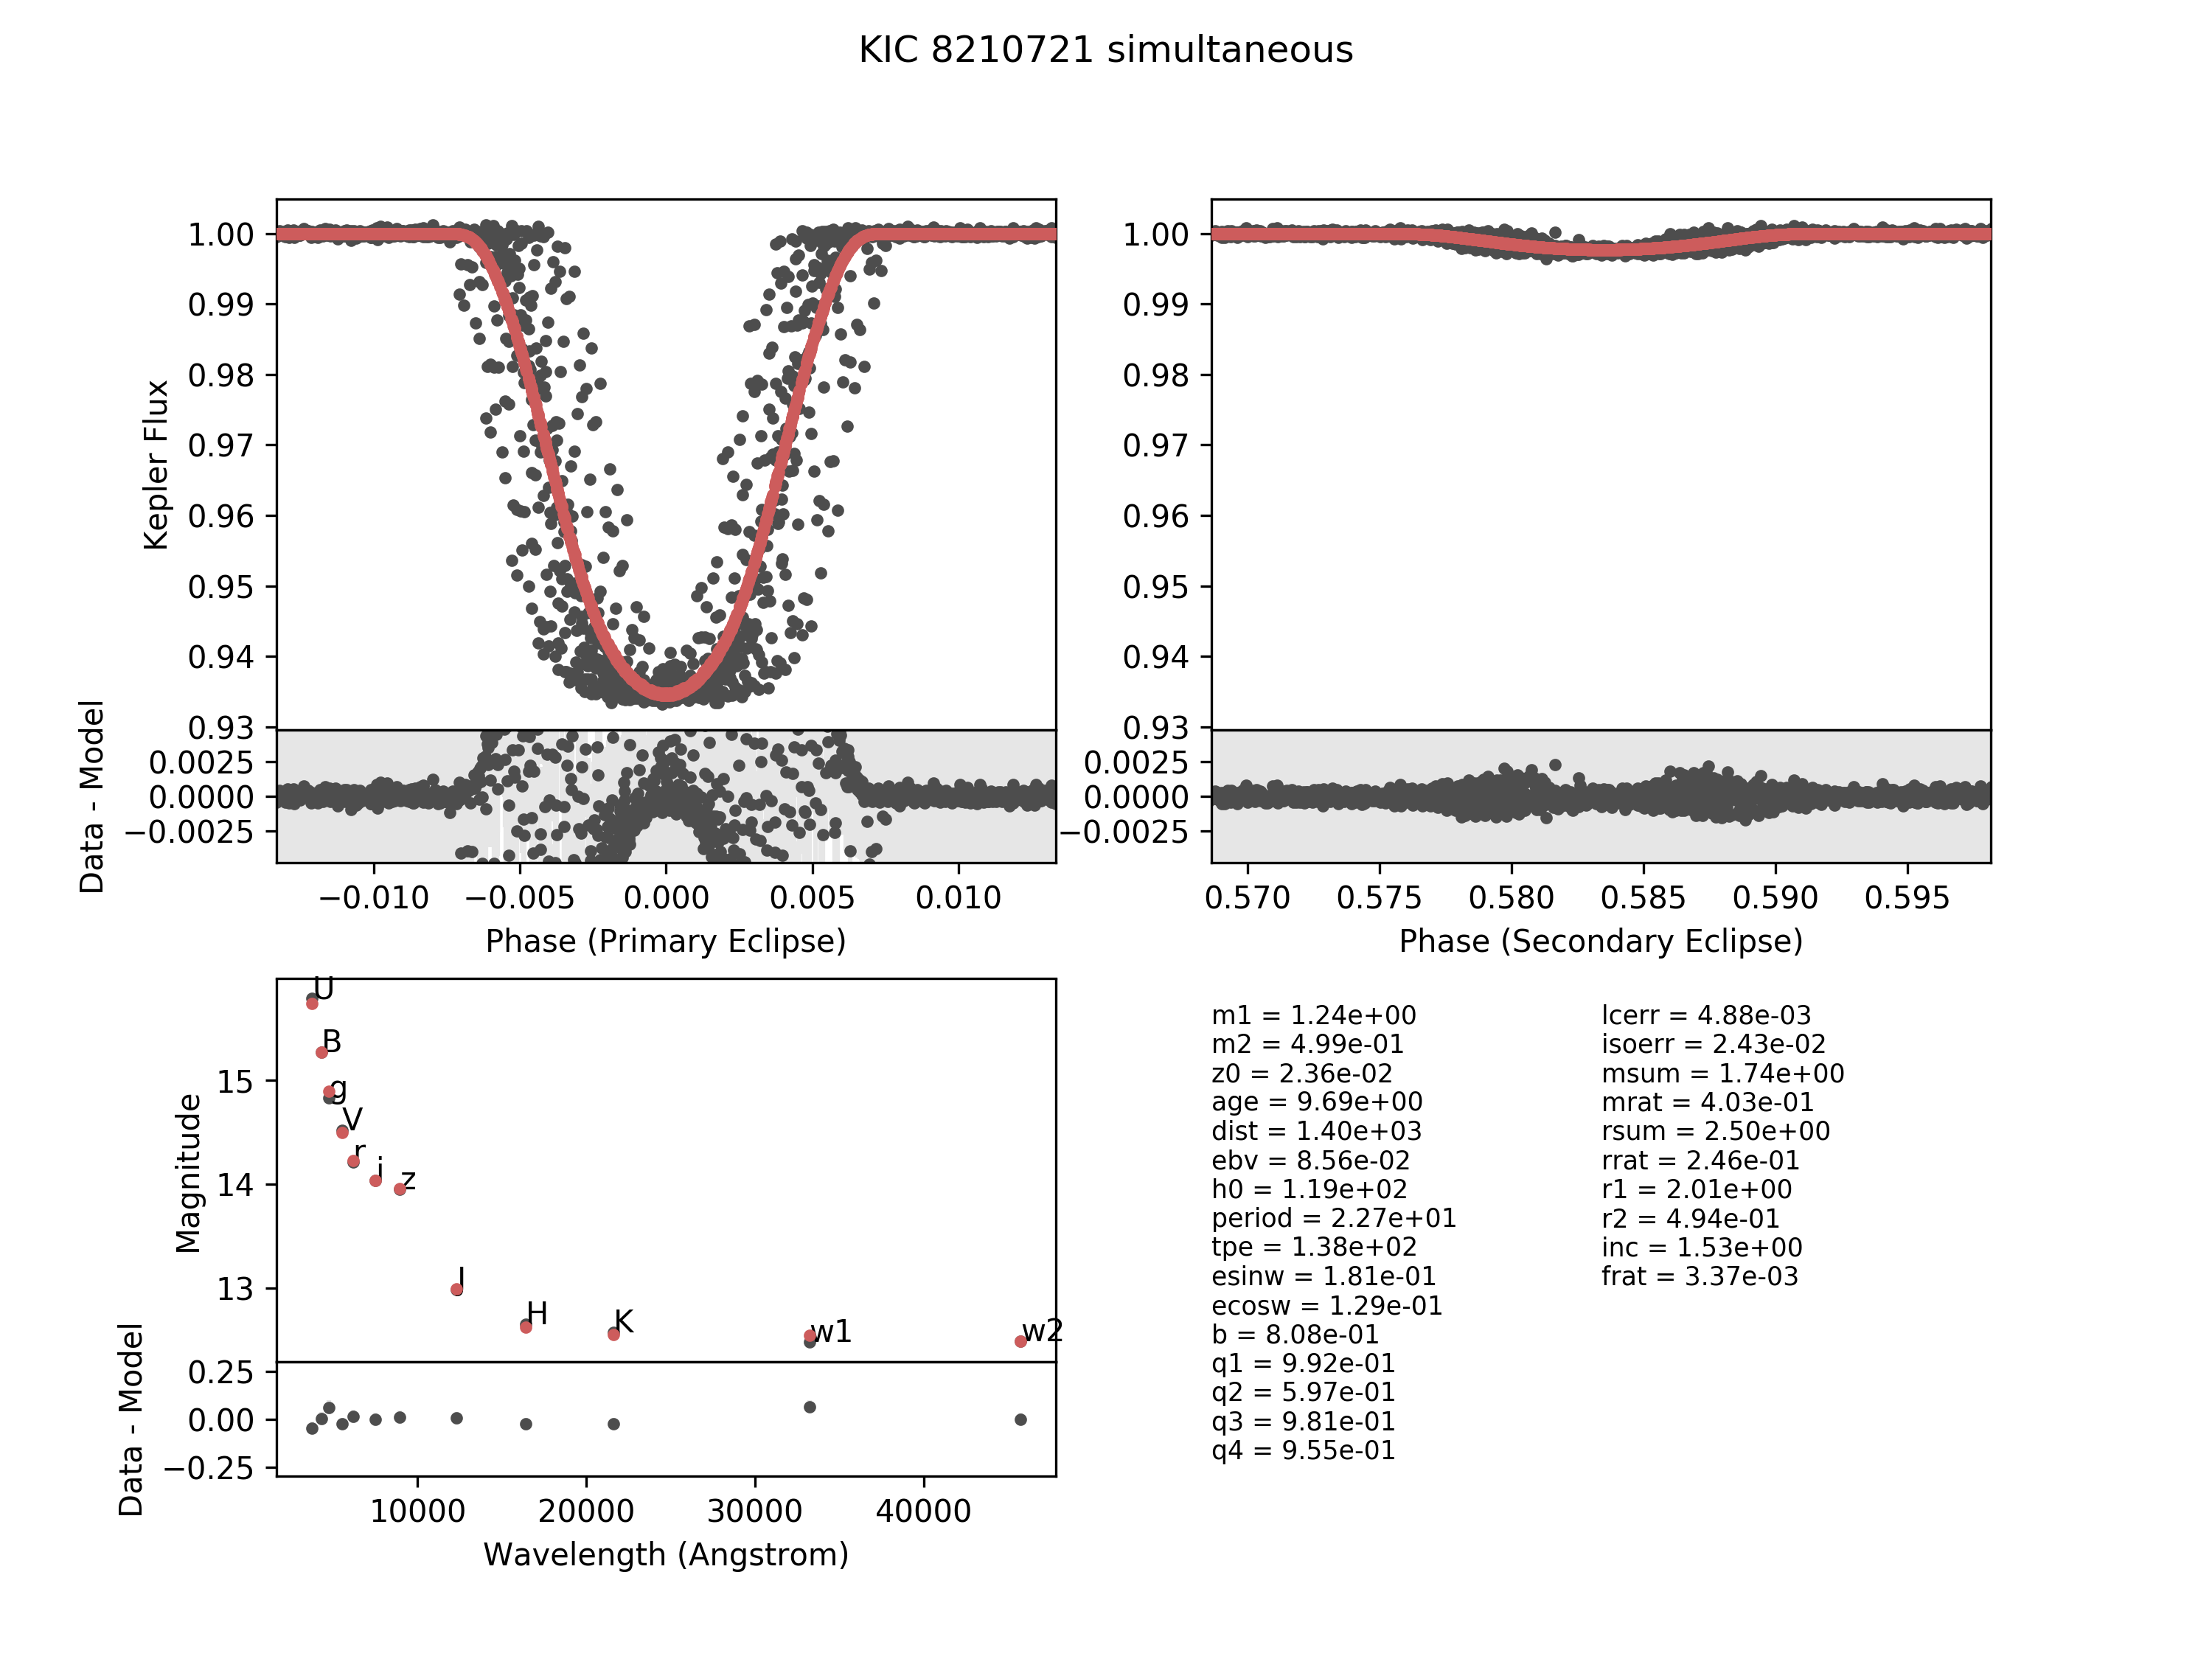 KIC 8210721 simultaneous
Kepler Flux
1.00
0.99
0.98
0.97
0.96
0.95
0.94
0.93
Data - Model
0.0025
0.0000
−0.0025
−0.010 −0.005 0.000 0.005 0.010
Phase (Primary Eclipse)
1.00
0.99
0.98
0.97
0.96
0.95
0.94
0.93
0.0025
0.0000
−0.0025
0.570 0.575 0.580 0.585 0.590 0.595
Phase (Secondary Eclipse)
Magnitude
15
14
13
U
B
g
V
r
i
z
J
H
K
w1
w2
Data - Model
0.25
0.00
−0.25
10000 20000 30000 40000
Wavelength (Angstrom)
m1 = 1.24e+00
m2 = 4.99e-01
z0 = 2.36e-02
age = 9.69e+00
dist = 1.40e+03
ebv = 8.56e-02
h0 = 1.19e+02
period = 2.27e+01
tpe = 1.38e+02
esinw = 1.81e-01
ecosw = 1.29e-01
b = 8.08e-01
q1 = 9.92e-01
q2 = 5.97e-01
q3 = 9.81e-01
q4 = 9.55e-01
lcerr = 4.88e-03
isoerr = 2.43e-02
msum = 1.74e+00
mrat = 4.03e-01
rsum = 2.50e+00
rrat = 2.46e-01
r1 = 2.01e+00
r2 = 4.94e-01
inc = 1.53e+00
frat = 3.37e-03